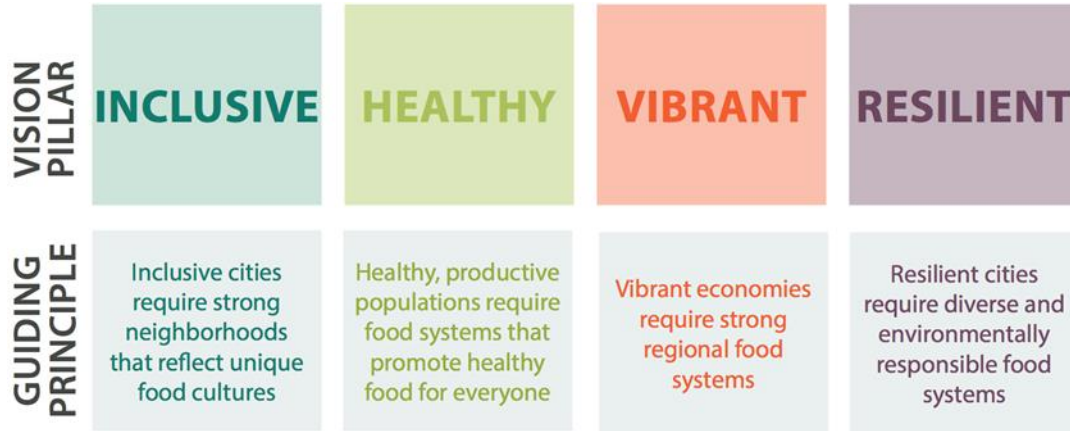 VISION
PILLAR
INCLUSIVE
HEALTHY
VIBRANT
RESILIENT
GUIDING
PRINCIPLE
Inclusive cities
require strong
neighborhoods
that reflect unique
food cultures
Healthy, productive
populations require
food systems that
promote healthy
food for everyone
Vibrant economies
require strong
regional food
systems
Resilient cities
require diverse and
environmentally
responsible food
systems